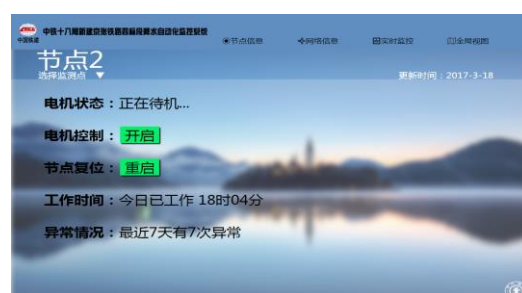 中铁十八局新建京张铁路四标段降水自动化监控系统
中国铁建
节点信息 网络信息 实时监控 全局视图
节点2
选择监测点 ▼
更新时间：2017-3-18
电机状态：正在待机...
电机控制：开启
节点复位：重启
工作时间：今日已工作 18时04分
异常情况：最近7天有7次异常